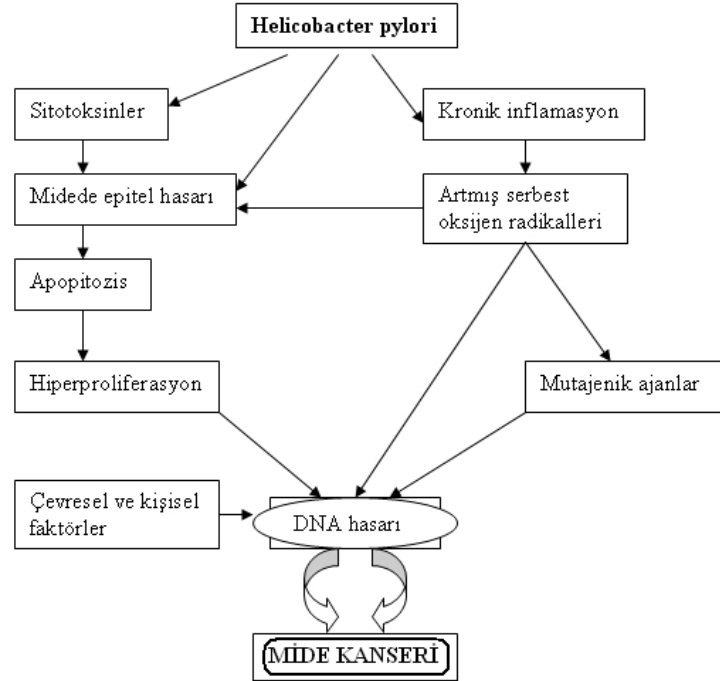 Helicobacter pylori
Sitotoksinler
Kronik inflamasyon
Midede epitel hasarı
Artmış serbest
oksijen radikalleri
Apopitozis
Hiperproliferasyon
Mutajenik ajanlar
Çevresel ve kişisel
faktörler
DNA hasarı
MİDE KANSERİ